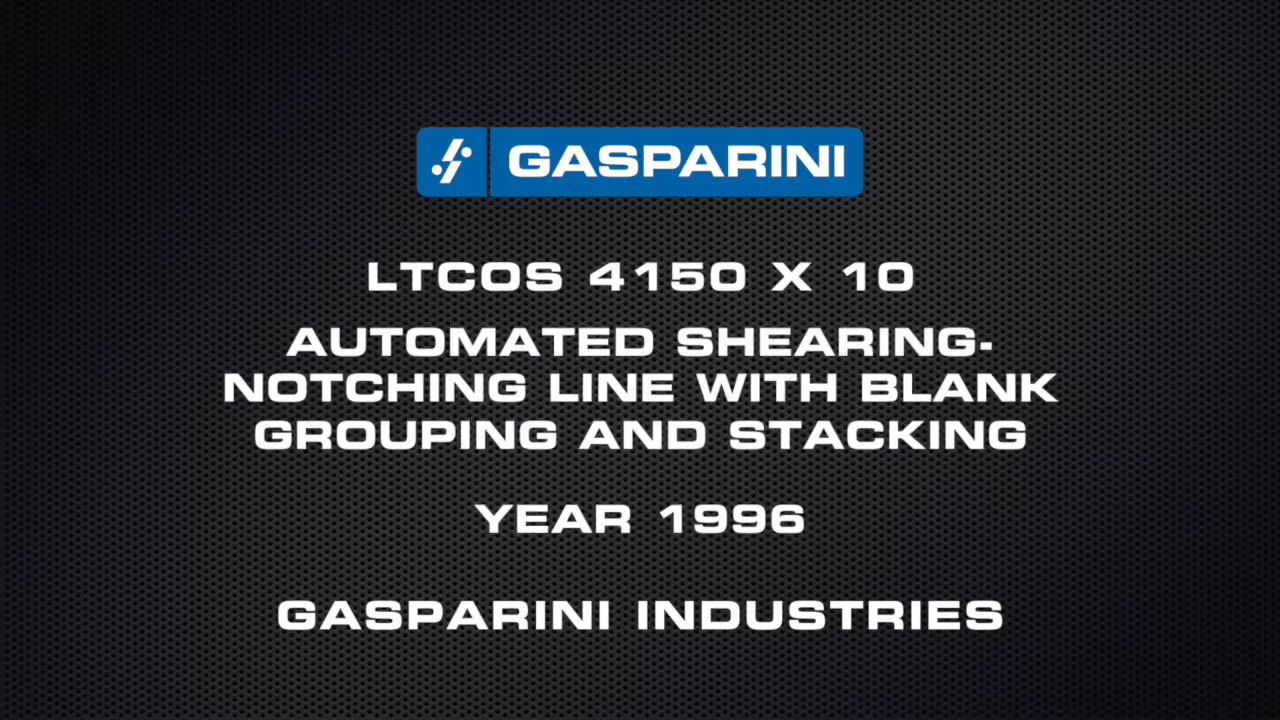 GASPARINI
LTCOS 4150 X 10
AUTOMATED SHEARING-
NOTCHING LINE WITH BLANK
GROUPING AND STACKING
YEAR 1996
GASPARINI INDUSTRIES